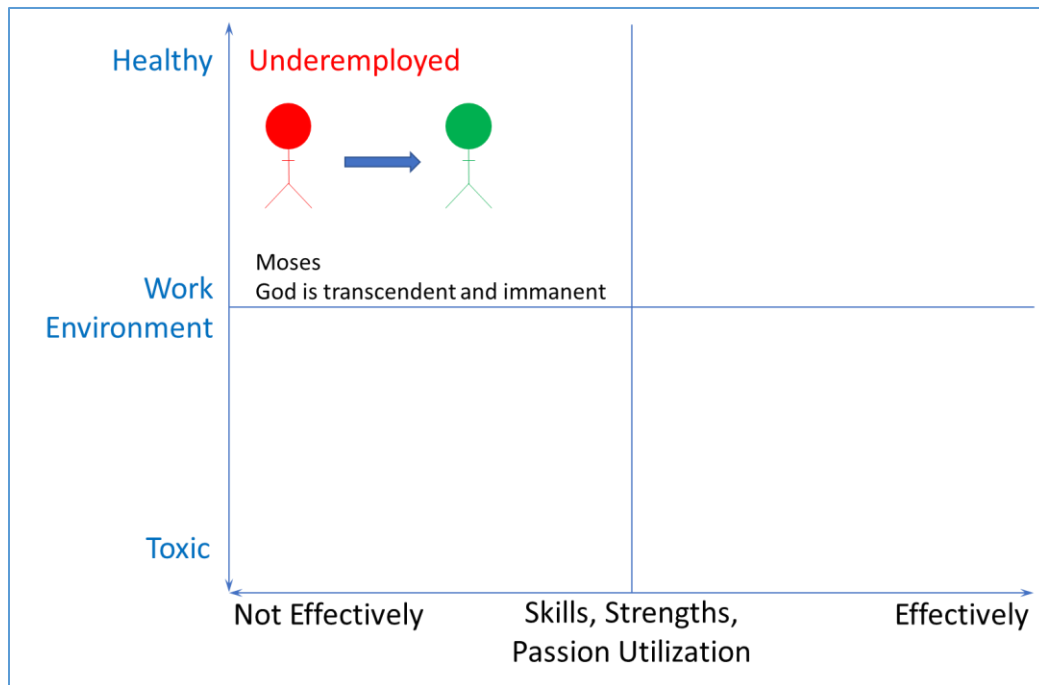 Healthy
Underemployed
Moses
God is transcendent and immanent
Work
Environment
Toxic
Not Effectively
Skills, Strengths,
Passion Utilization
Effectively